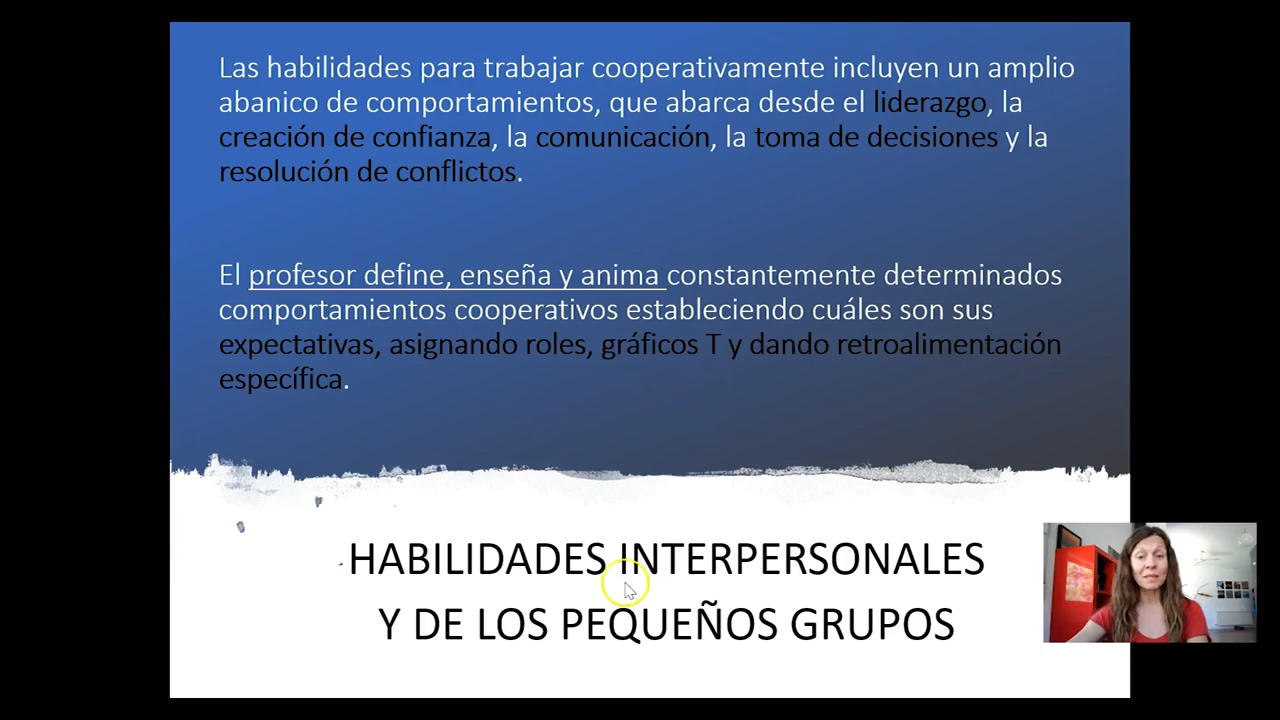 Las habilidades para trabajar cooperativamente incluyen un amplio
abanico de comportamientos, que abarca desde el liderazgo, la
creación de confianza, la comunicación, la toma de decisiones y la
resolución de conflictos.
El profesor define, enseña y anima constantemente determinados
comportamientos cooperativos estableciendo cuáles son sus
expectativas, asignando roles, gráficos T y dando retroalimentación
específica.
HABILIDADES INTERPERSONALES
Y DE LOS PEQUEÑOS GRUPOS